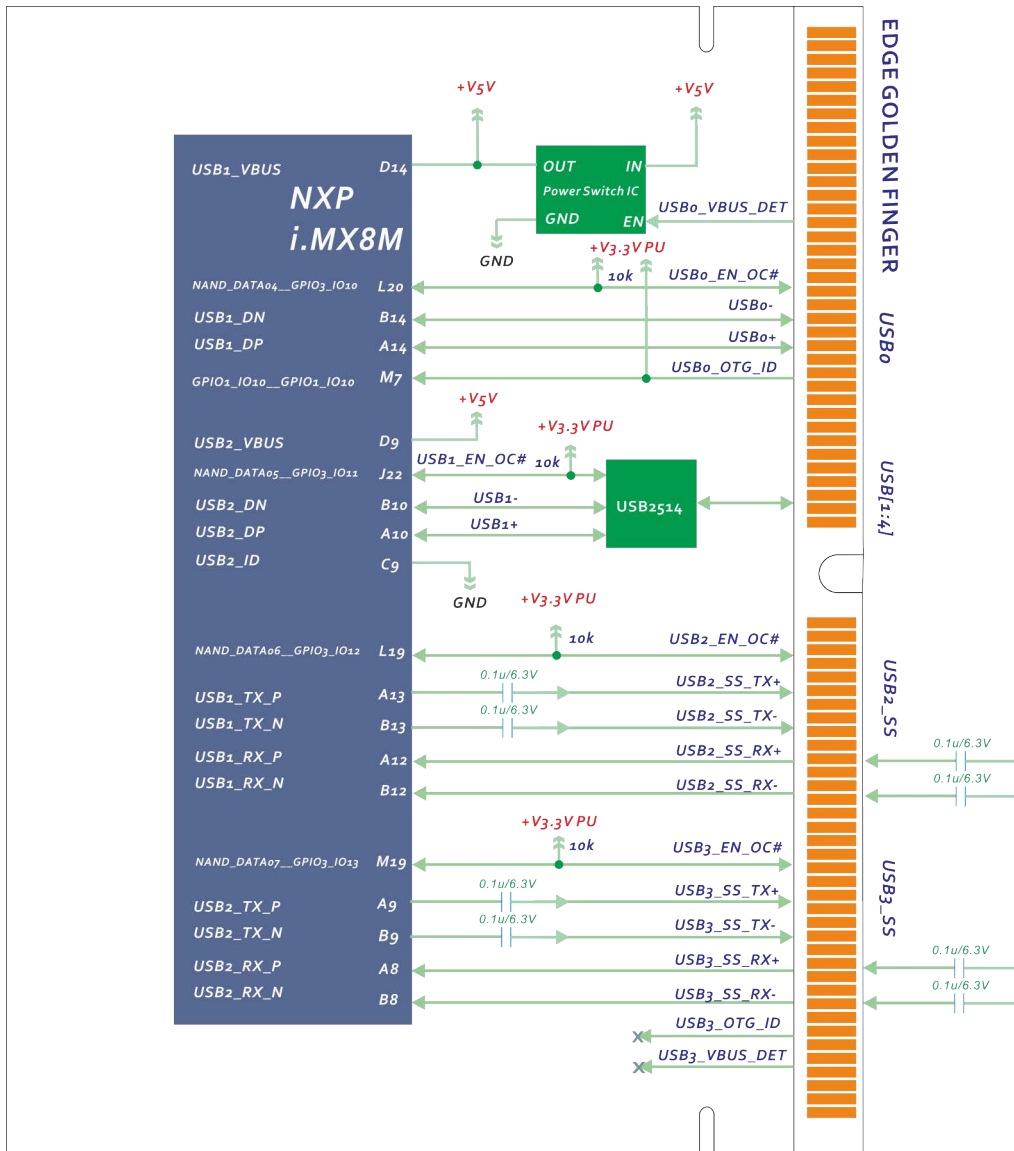 EDGE GOLDEN FINGER
+V5V
+V5V
USB1_VBUS
D14
OUT
IN
NXP
Power Switch IC
USB0_VBUS_DET
GND
EN
i.MX8M
+V3.3V PU
GND
10k
USB0_EN_OC#
NAND_DATA04__GPIO3_IO10
L20
USB0-
USB1_DN
B14
USB0
USB0+
USB1_DP
A14
USB0_OTG_ID
GPIO1_IO10__GPIO1_IO10
M7
+V5V
+V3.3V PU
USB2_VBUS
D9
USB1_EN_OC#
10k
NAND_DATA05__GPIO3_IO11
J22
USB[1:4]
USB2_DN
B10
USB1-
USB2514
USB2_DP
A10
USB1+
USB2_ID
C9
GND
+V3.3V PU
10k
USB2_EN_OC#
NAND_DATA06__GPIO3_IO12
L19
0.1u/6.3V
USB2_SS_TX+
USB2_SS
USB1_TX_P
A13
0.1u/6.3V
USB2_SS_TX-
USB1_TX_N
B13
USB2_SS_RX+
0.1u/6.3V
USB1_RX_P
A12
USB2_SS_RX-
0.1u/6.3V
USB1_RX_N
B12
+V3.3V PU
10k
USB3_EN_OC#
NAND_DATA07__GPIO3_IO13
M19
0.1u/6.3V
USB3_SS_TX+
USB3_SS
USB2_TX_P
A9
0.1u/6.3V
USB3_SS_TX-
USB2_TX_N
B9
USB3_SS_RX+
0.1u/6.3V
USB2_RX_P
A8
USB3_SS_RX-
0.1u/6.3V
USB2_RX_N
B8
USB3_OTG_ID
X
USB3_VBUS_DET
X